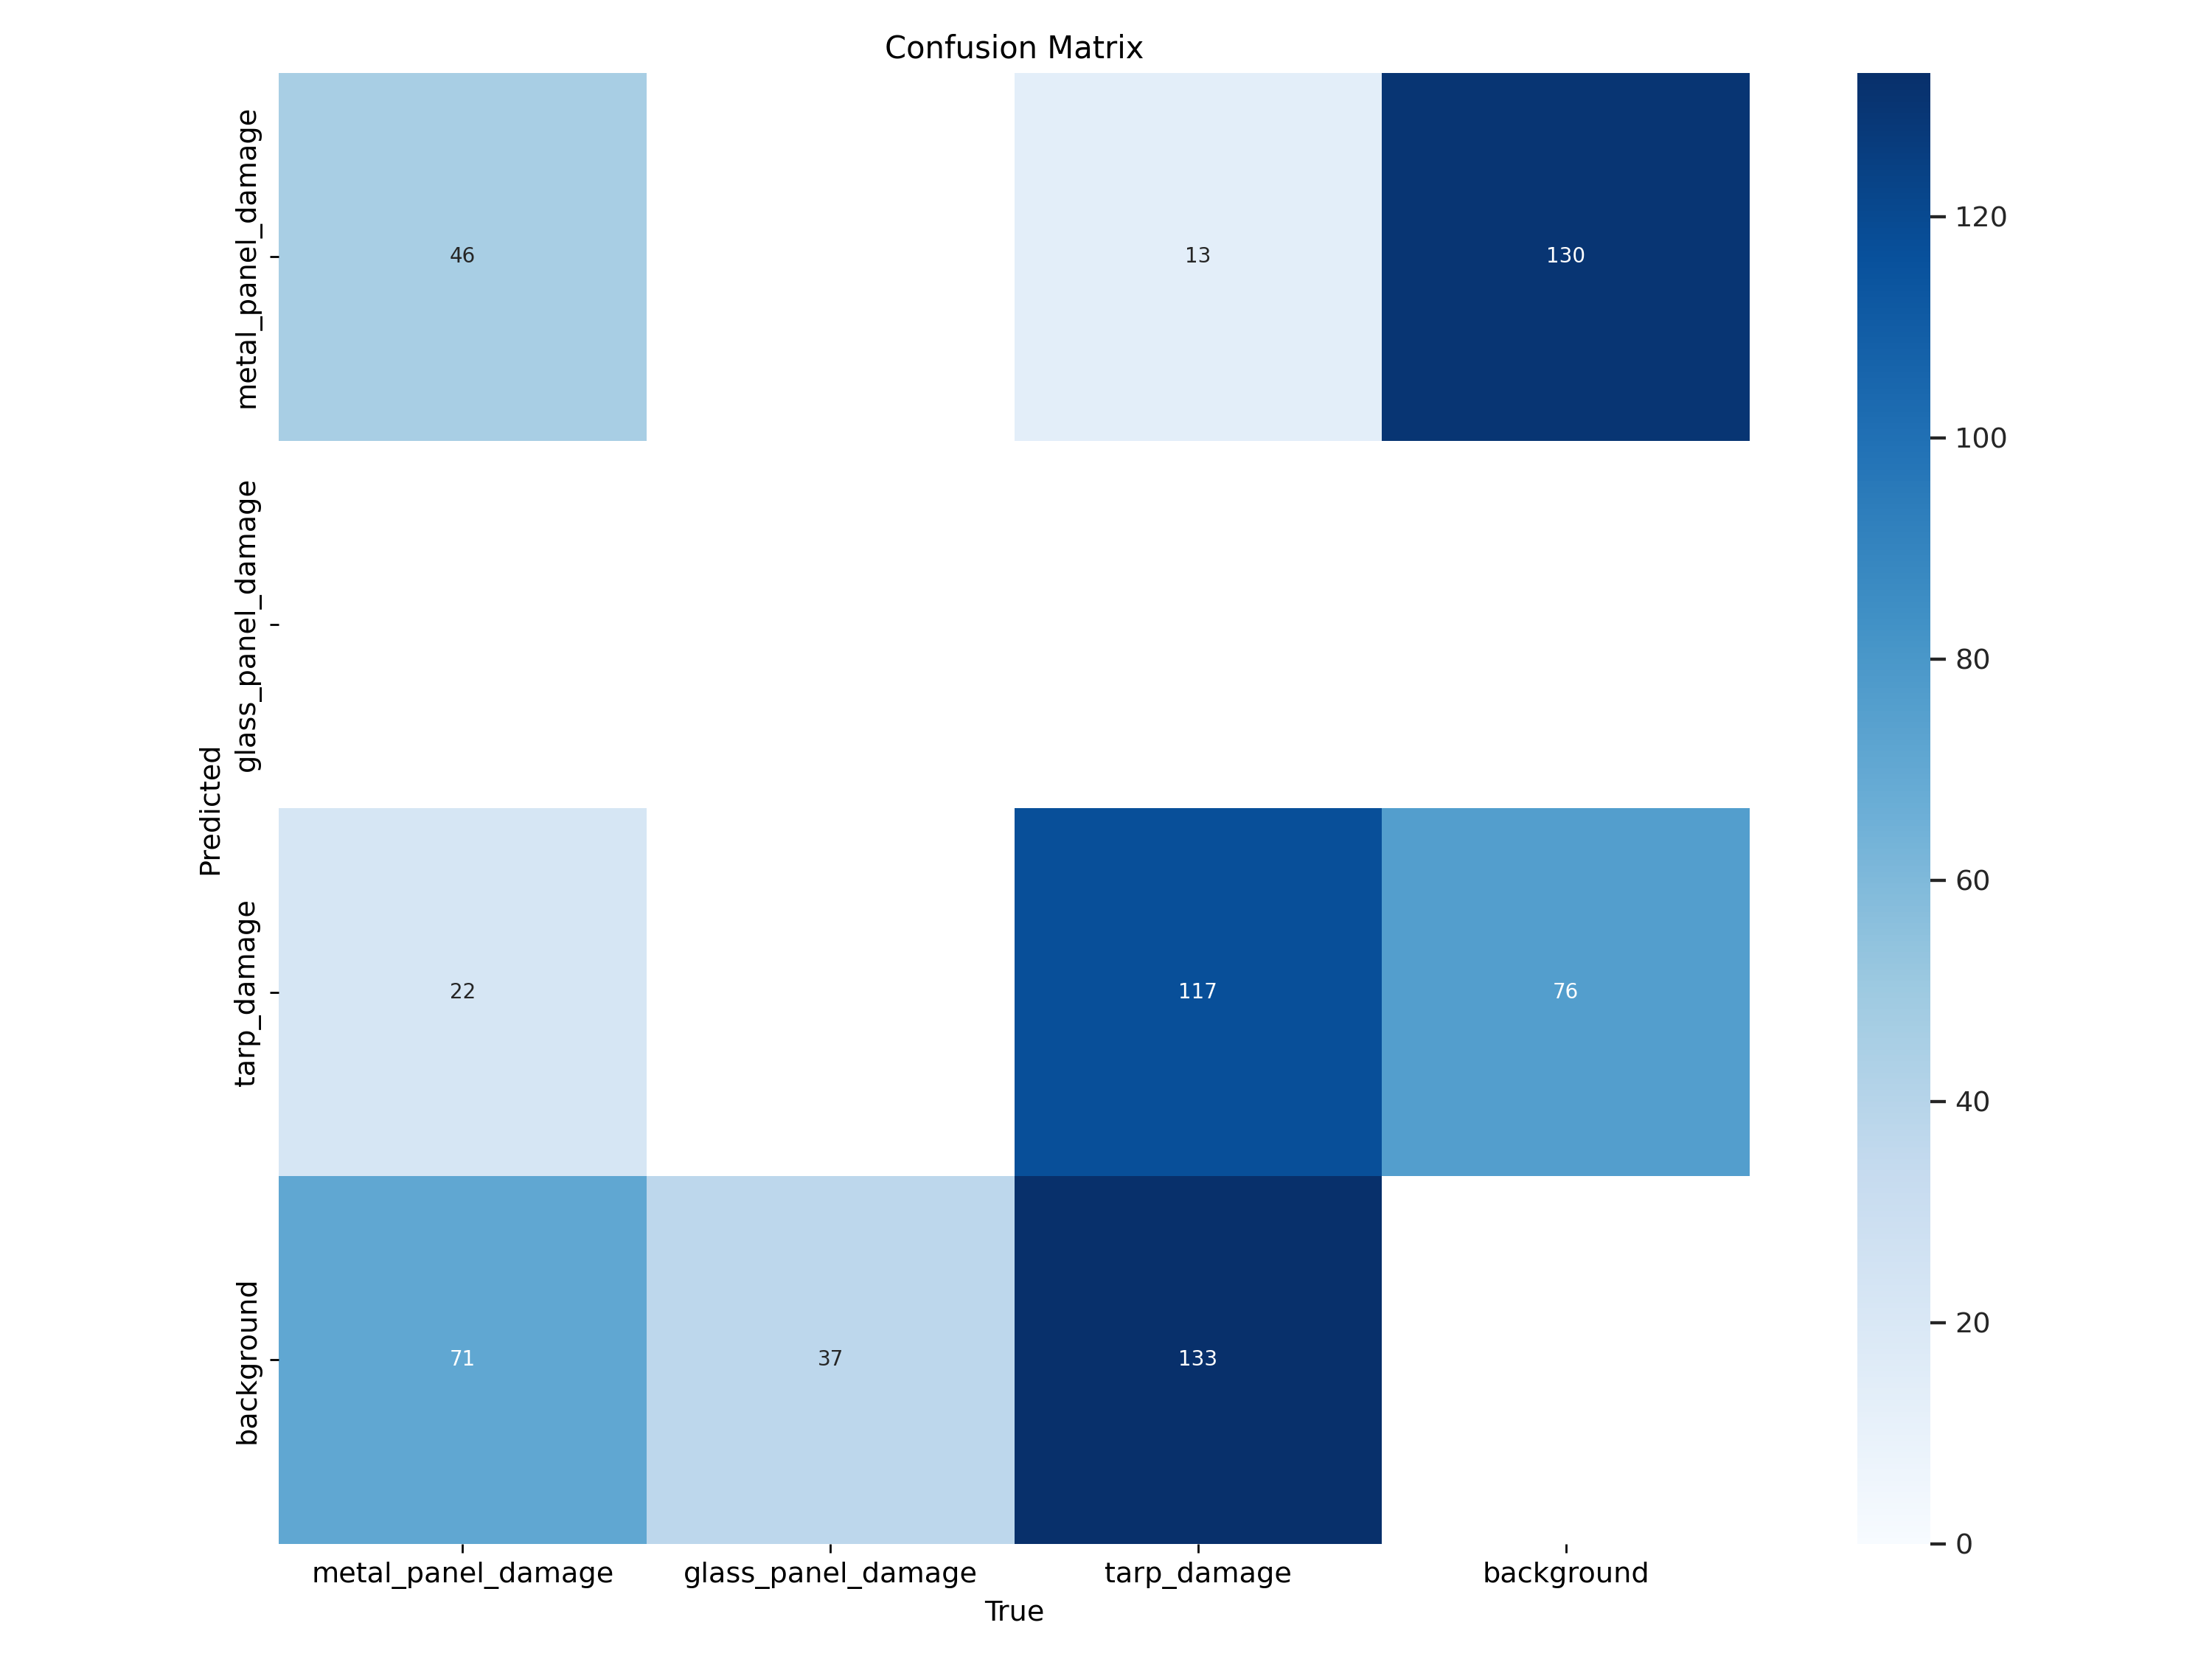 Confusion Matrix
Predicted
metal_panel_damage
46
13
130
glass_panel_damage
tarp_damage
22
117
76
background
71
37
133
metal_panel_damage
glass_panel_damage
tarp_damage
background
True
120
100
80
60
40
20
0